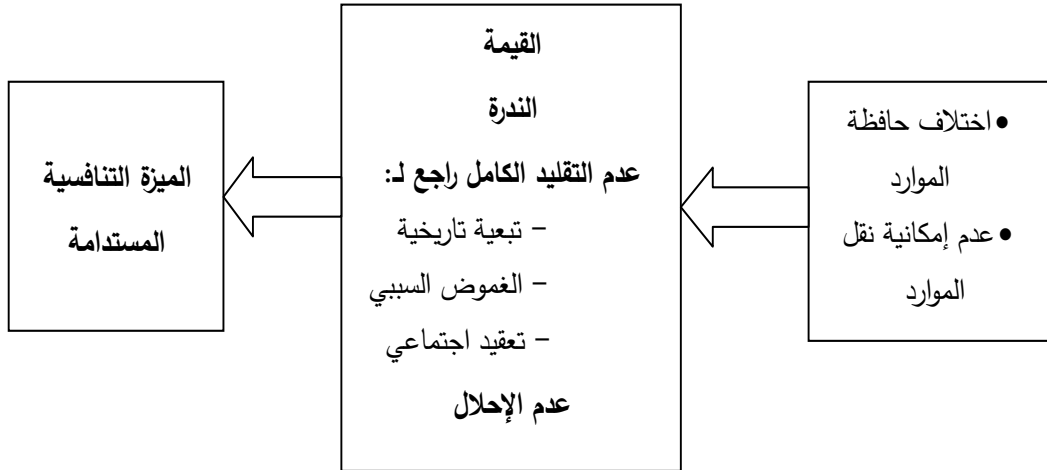 • اختلاف حافظة
الموارد
• عدم إمكانية نقل
الموارد
القيمة
الندرة
عدم التقليد الكامل راجع لـ:
– تبعية تاريخية
– الغموض السببي
– تعقيد اجتماعي
عدم الإحلال
الميزة التنافسية
المستدامة